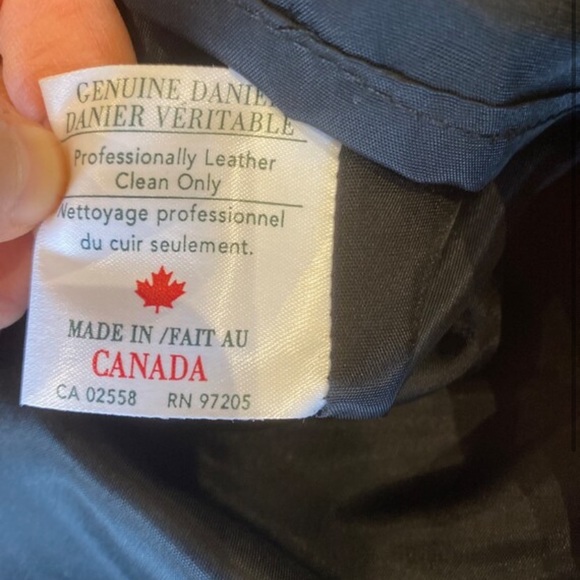 GENUINE DANIER
DANIER VÉRITABLE
Professionally Leather
Clean Only
Nettoyage professionnel
du cuir seulement.
MADE IN /FAIT AU
CANADA
CA 02558 RN 97205